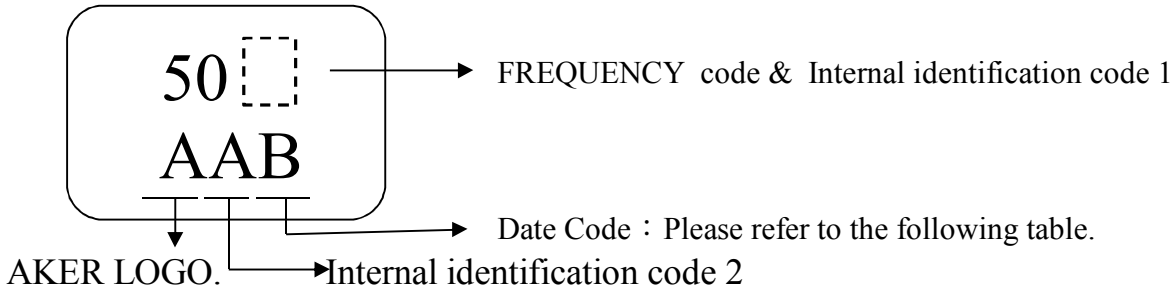 50
FREQUENCY code & Internal identification code 1
AAB
Date Code：Please refer to the following table.
AKER LOGO.
Internal identification code 2